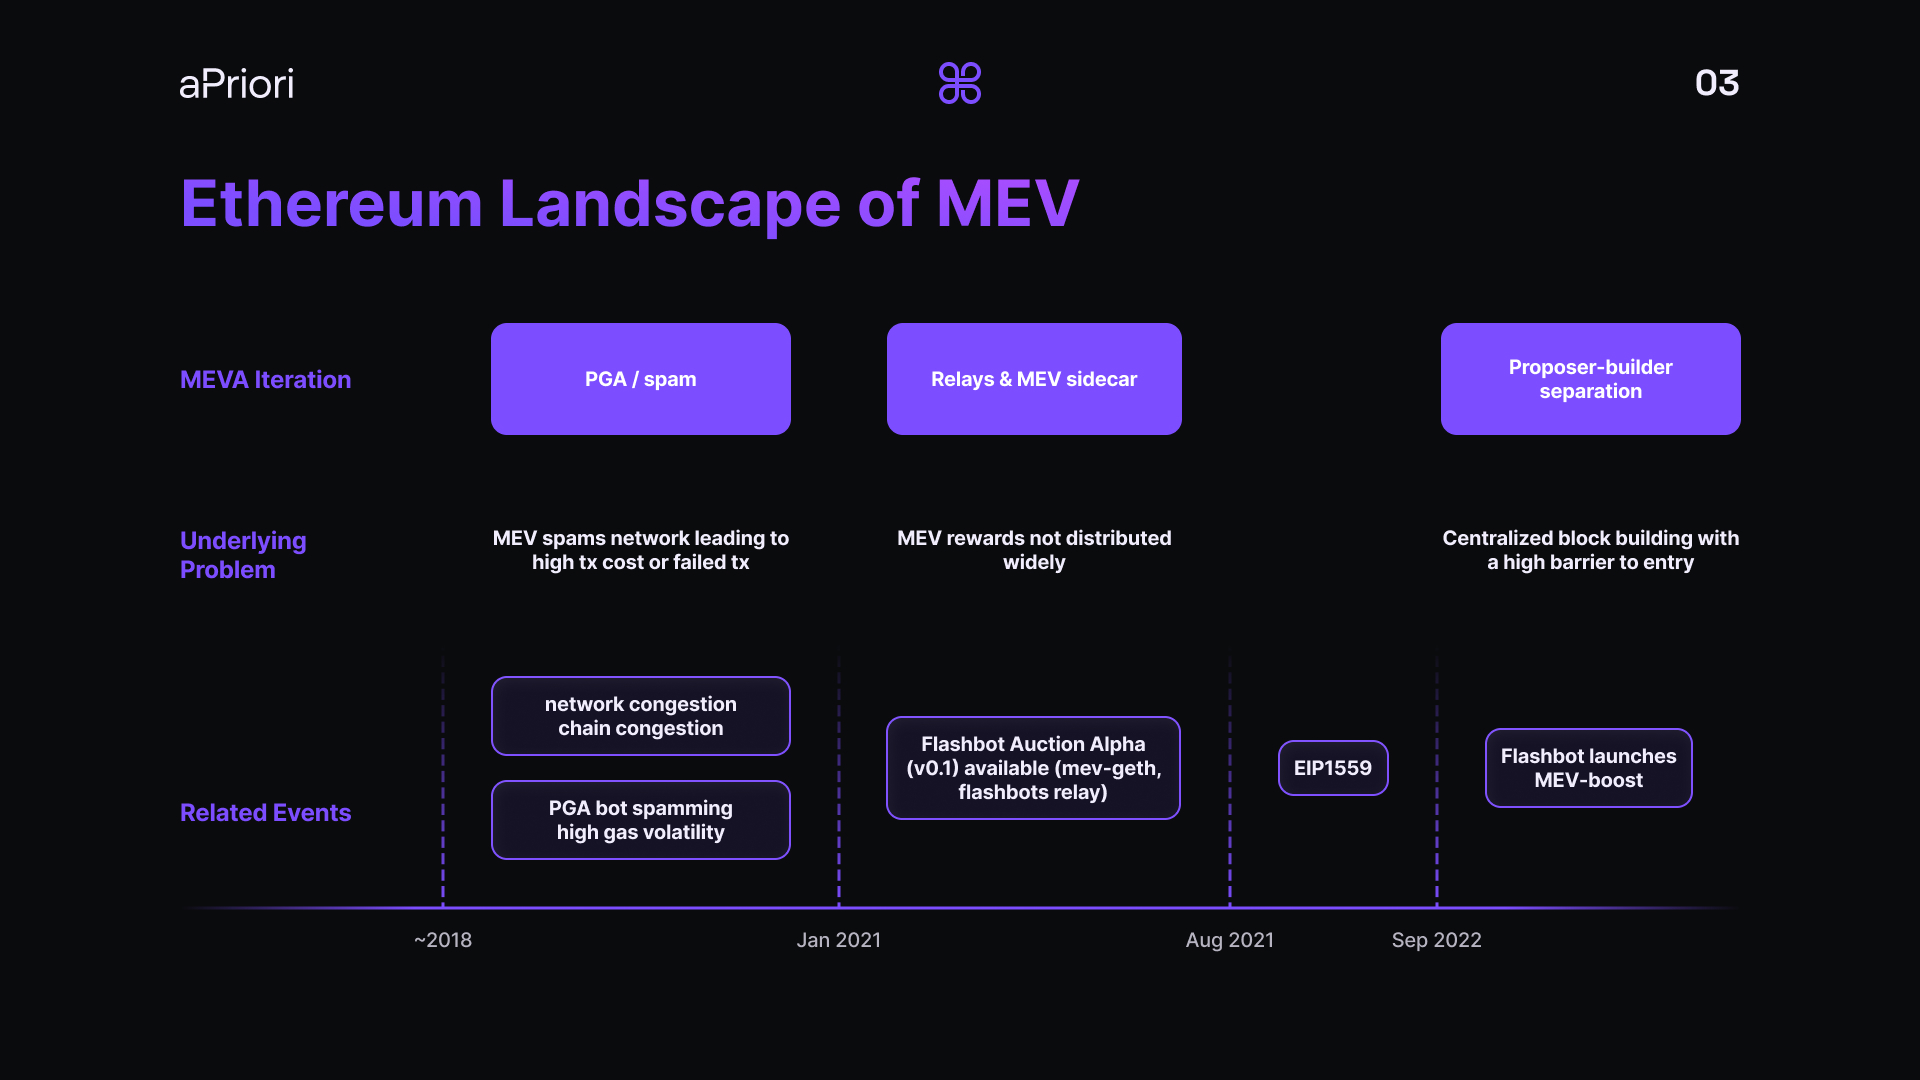 aPriori
03
Ethereum Landscape of MEV
MEVA Iteration
PGA / spam
Relays & MEV sidecar
Proposer-builder
separation
Underlying
Problem
MEV spams network leading to
high tx cost or failed tx
MEV rewards not distributed
widely
Centralized block building with
a high barrier to entry
Related Events
network congestion
chain congestion
PGA bot spamming
high gas volatility
Flashbot Auction Alpha
(v0.1) available (mev-geth,
flashbots relay)
EIP1559
Flashbot launches
MEV-boost
~2018
Jan 2021
Aug 2021
Sep 2022